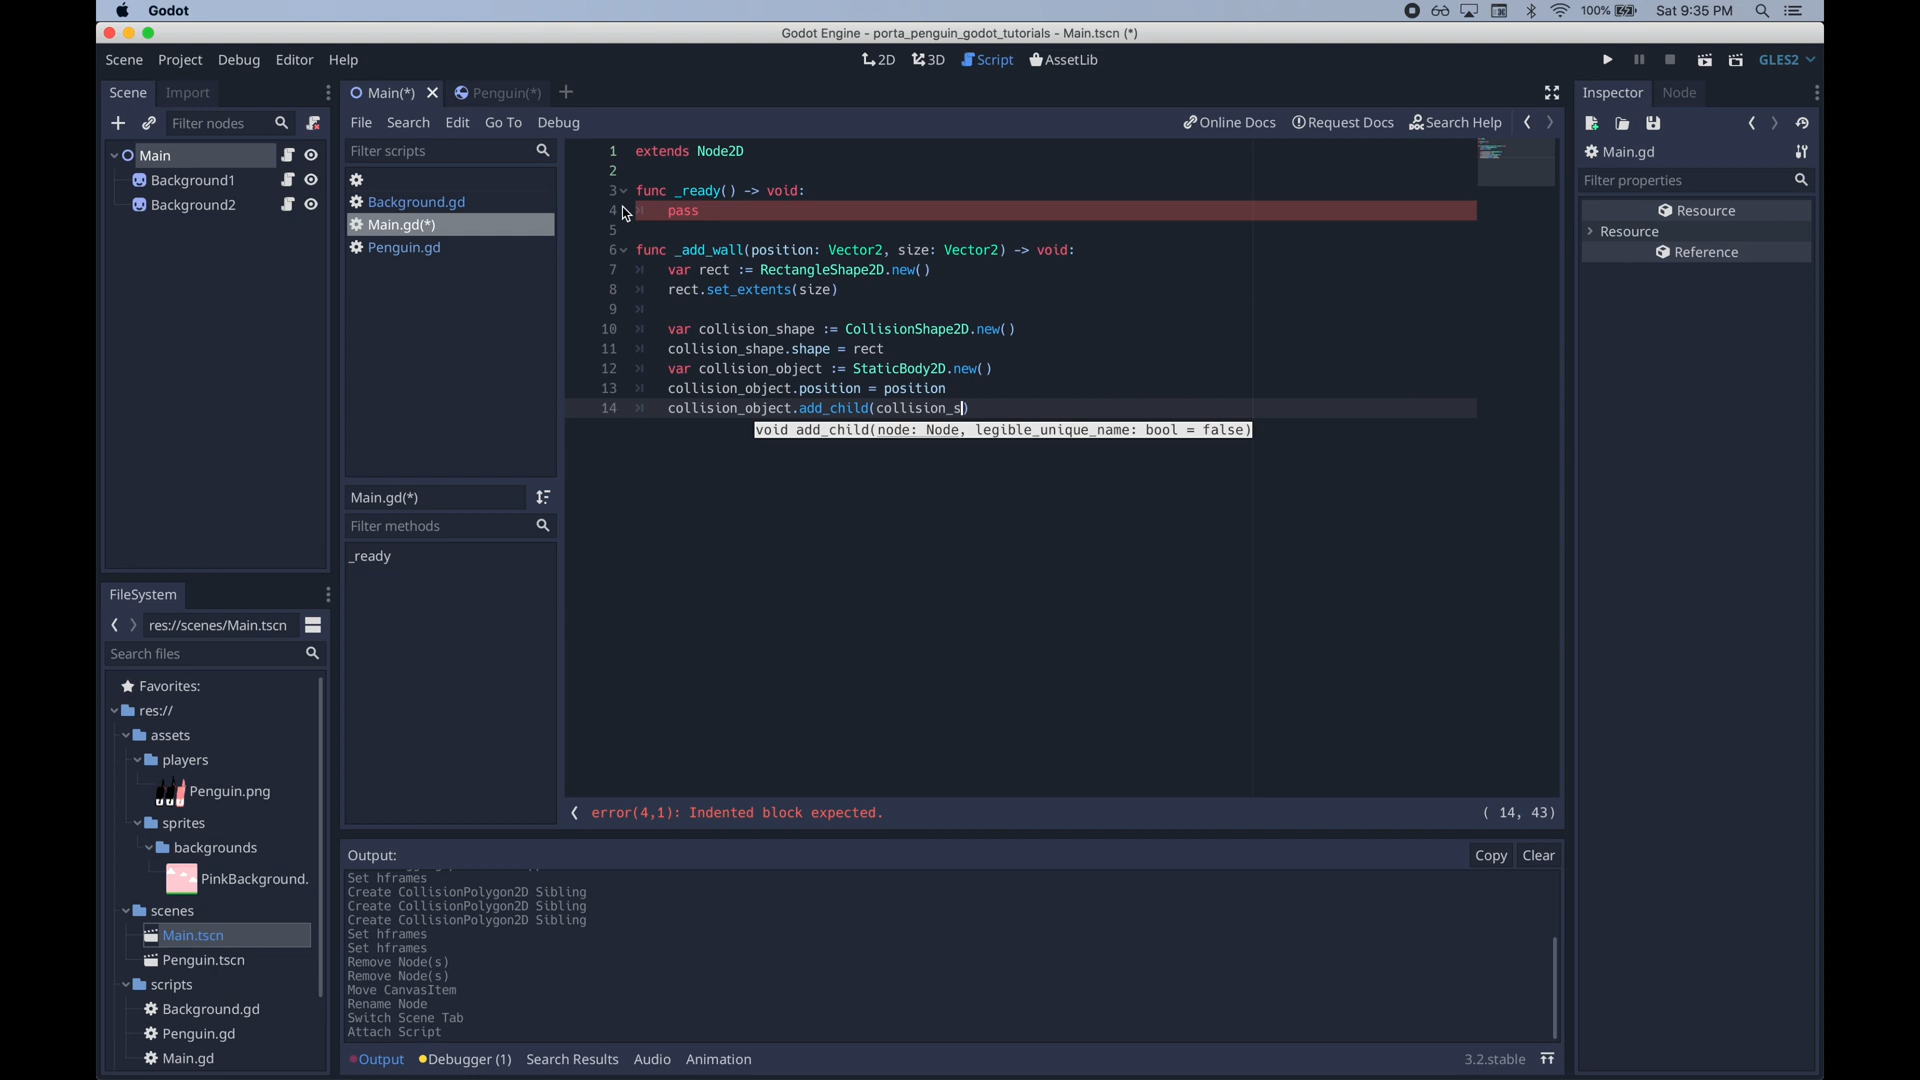 Godot
100%
Sat 9:35 PM
Godot Engine - porta_penguin_godot_tutorials - Main.tscn (*)
Scene Project Debug Editor Help
2D 3D Script AssetLib
GLES2
Scene Import
Filter nodes
Main
Background1
Background2
Main(*) Penguin(*)
File Search Edit Go To Debug
Online Docs Request Docs Search Help
Filter scripts
Background.gd
Main.gd(*)
Penguin.gd
Main.gd(*)
Filter methods
_ready
1 extends Node2D
2
3 func _ready() -> void:
4 pass
5
6 func _add_wall(position: Vector2, size: Vector2) -> void:
7 var rect := RectangleShape2D.new()
8 rect.set_extents(size)
9
10 var collision_shape := CollisionShape2D.new()
11 collision_shape.shape = rect
12 var collision_object := StaticBody2D.new()
13 collision_object.position = position
14 collision_object.add_child(collision_s)
void add_child(node: Node, legible_unique_name: bool = false)
error(4,1): Indented block expected.
( 14, 43)
Inspector Node
Main.gd
Filter properties
Resource
Resource
Reference
FileSystem
res://scenes/Main.tscn
Search files
Favorites:
res://
assets
players
Penguin.png
sprites
backgrounds
PinkBackground.
scenes
Main.tscn
Penguin.tscn
scripts
Background.gd
Penguin.gd
Main.gd
Output:
Copy Clear
Set hframes
Create CollisionPolygon2D Sibling
Create CollisionPolygon2D Sibling
Create CollisionPolygon2D Sibling
Set hframes
Set hframes
Remove Node(s)
Remove Node(s)
Move CanvasItem
Rename Node
Switch Scene Tab
Attach Script
Output Debugger (1) Search Results Audio Animation
3.2.stable